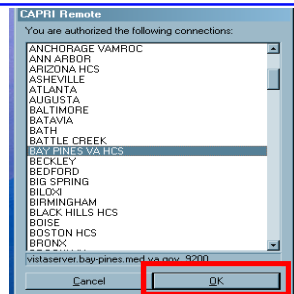 CAPRI Remote
You are authorized the following connections:
ANCHORAGE VAMROC
ANN ARBOR
ARIZONA HCS
ASHEVILLE
ATLANTA
AUGUSTA
BALTIMORE
BATAVIA
BATH
BATTLE CREEK
BAY PINES VA HCS
BECKLEY
BEDFORD
BIG SPRING
BILOXI
BIRMINGHAM
BLACK HILLS HCS
BOISE
BOSTON HCS
BRONX
vistaserver.bay-pines.med.va.gov, 9200
Cancel OK